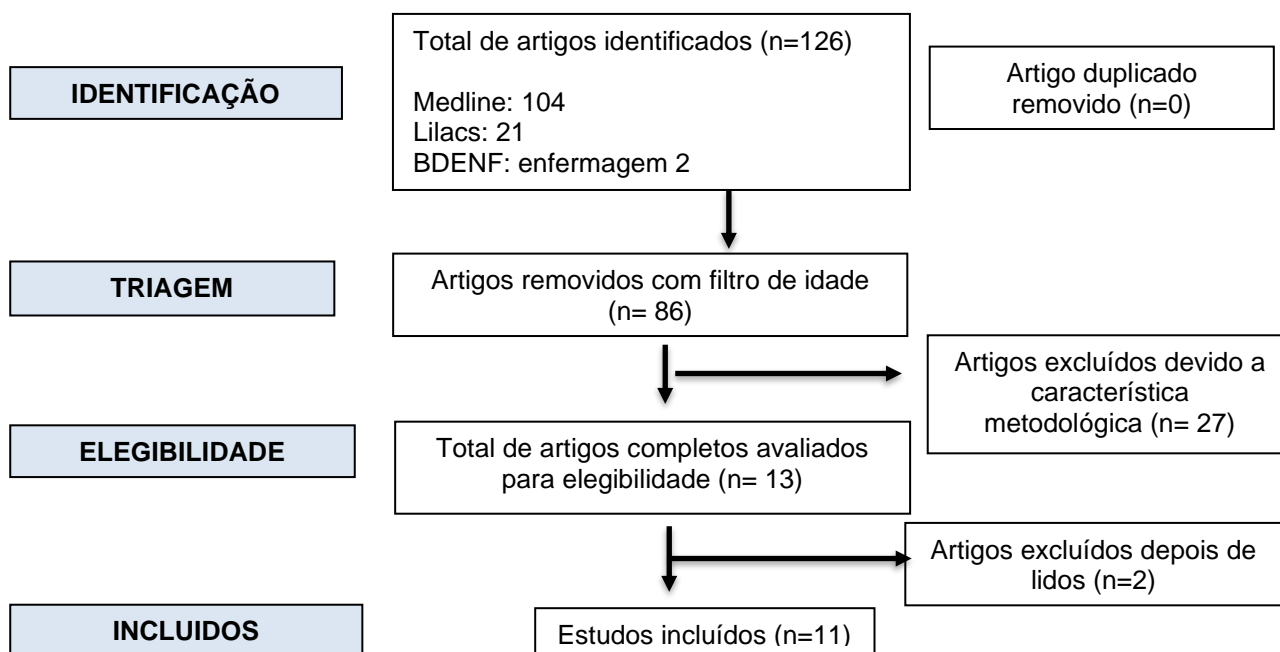 IDENTIFICAÇÃO
Total de artigos identificados (n=126)
Medline: 104
Lilacs: 21
BDENF: enfermagem 2
Artigo duplicado
removido (n=0)
TRIAGEM
Artigos removidos com filtro de idade
(n= 86)
Artigos excluídos devido a
característica
metodológica (n= 27)
ELEGIBILIDADE
Total de artigos completos avaliados
para elegibilidade (n= 13)
Artigos excluídos depois de
lidos (n=2)
INCLUIDOS
Estudos incluídos (n=11)